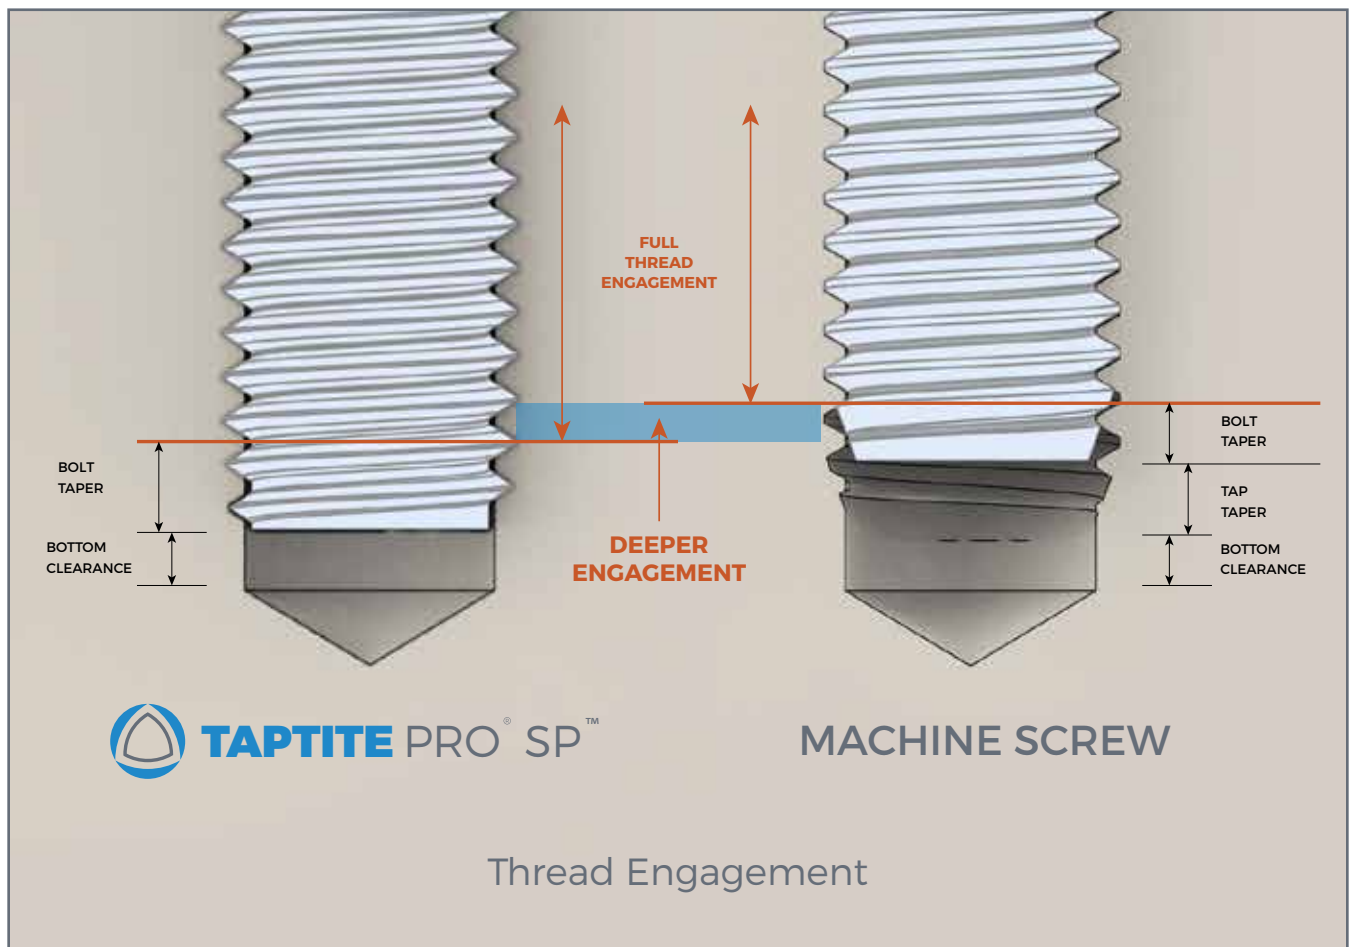 FULL
THREAD
ENGAGEMENT
BOLT
TAPER
BOLT
TAPER
TAP
TAPER
DEEPER
ENGAGEMENT
BOTTOM
CLEARANCE
BOTTOM
CLEARANCE
TAPTITE PRO® SP™
MACHINE SCREW
Thread Engagement